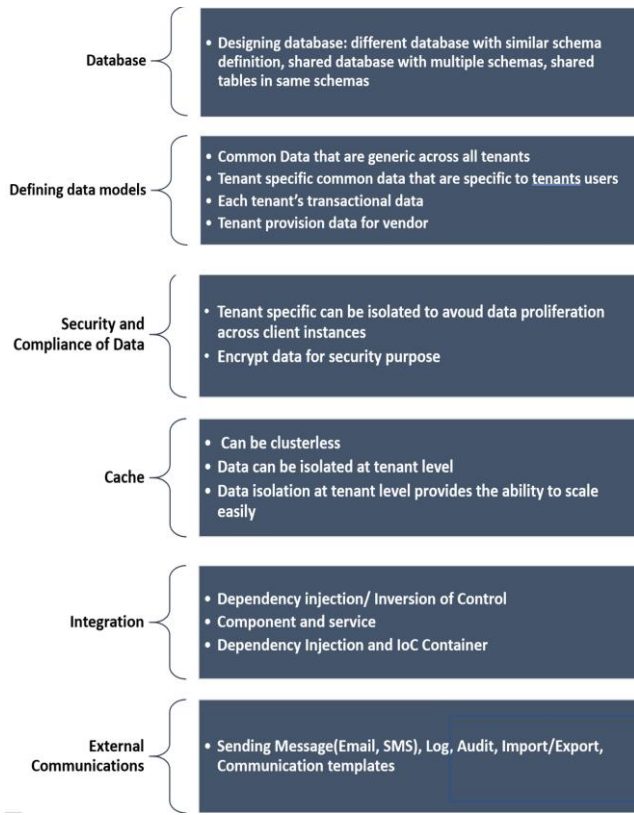 Database
• Designing database: different database with similar schema
definition, shared database with multiple schemas, shared
tables in same schemas
Defining data models
• Common Data that are generic across all tenants
• Tenant specific common data that are specific to tenants users
• Each tenant's transactional data
• Tenant provision data for vendor
Security and
Compliance of Data
• Tenant specific can be isolated to avoud data proliferation
across client instances
• Encrypt data for security purpose
Cache
• Can be clusterless
• Data can be isolated at tenant level
• Data isolation at tenant level provides the ability to scale
easily
Integration
• Dependency injection/ Inversion of Control
• Component and service
• Dependency Injection and IoC Container
External
Communications
• Sending Message(Email, SMS), Log, Audit, Import/Export,
Communication templates